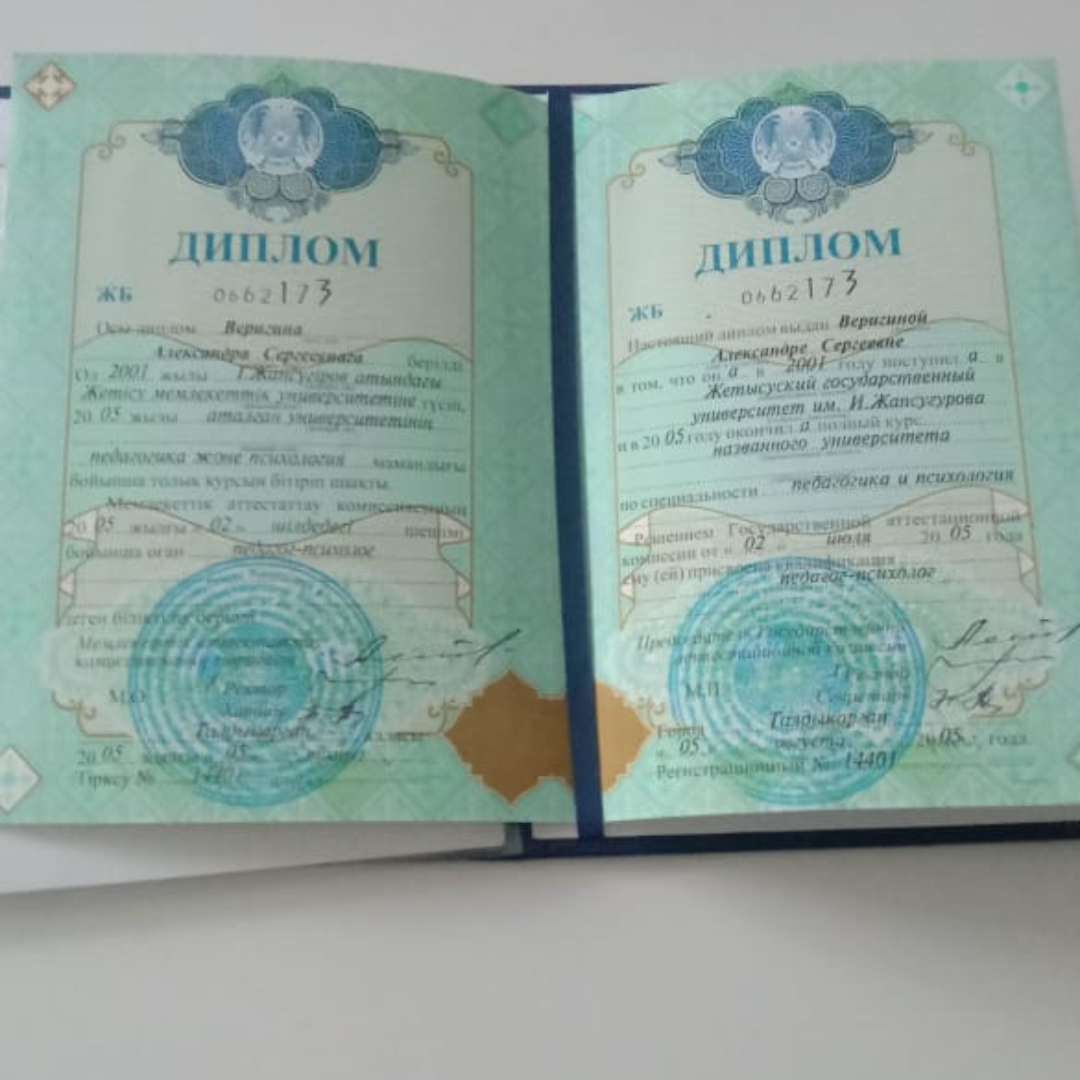 ДИПЛОМ
ЖБ 0662173
Осы диплом Веригина
Александра Сергеевнаға берілді
Ол 2001 жылы І.Жансүгіров атындағы
Жетісу мемлекеттік университетіне түсіп,
20 05 жылы аталған университетінің
педагогика және психология мамандығы
бойынша толық курсын бітіріп шықты.
Мемлекеттік аттестаттау комиссиясының
20 05 жылғы « 02 » шілдедегі шешімі
бойынша оған педагог-психолог
деген біліктілік берілді
Мемлекеттік
М.О. Ректор
Хатшы
Талдықорған қаласы
20 05 жылғы « 05 »
Тіркеу № 14401
ДИПЛОМ
ЖБ 0662173
Настоящий диплом выдан Веригиной
Александре Сергеевне
в том, что он а в 2001 году поступил а в
Жетысуский государственный
университет им. И.Жансугурова
и в 20 05 году окончил а полный курс
названного университета
по специальности педагогика и психология
Решением Государственной аттестационной
комиссии от « 02 » июля 20 05 года
ему (ей) присвоена квалификация
педагог-психолог
Председатель Государственной
аттестационной комиссии
М.П. Ректор
Секретарь
Город Талдыкорган
« 05 » августа 20 05 года
Регистрационный № 14401